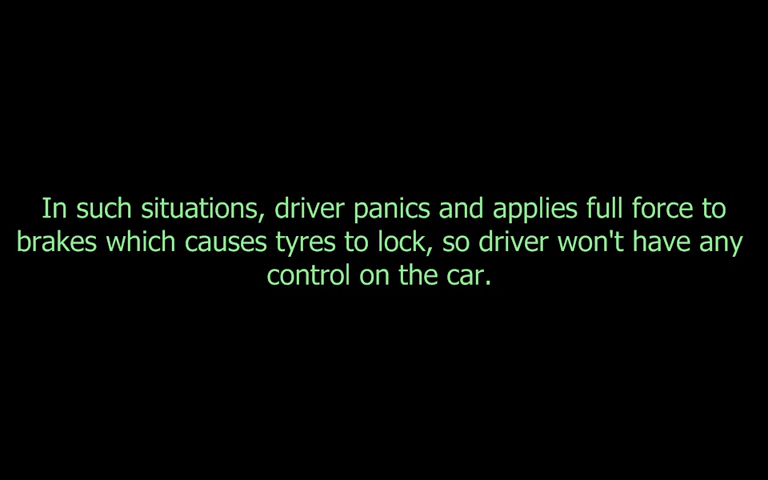 In such situations, driver panics and applies full force to
brakes which causes tyres to lock, so driver won't have any
control on the car.